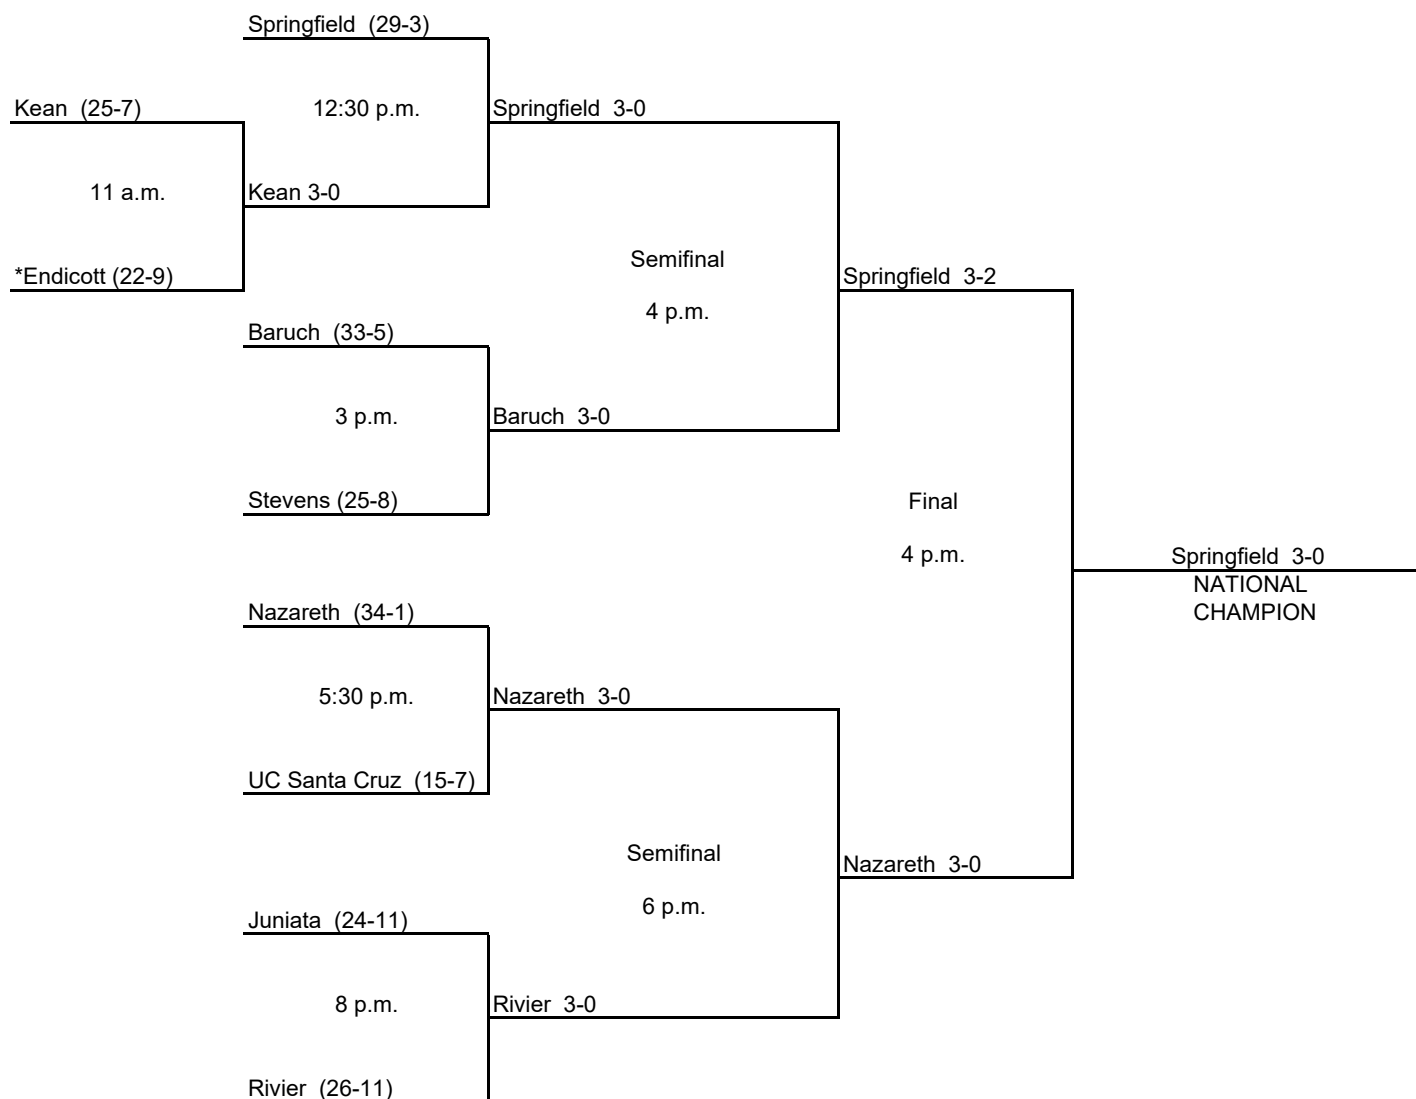 Springfield  (29-3)
Kean  (25-7)
12:30 p.m.
Springfield  3-0
11 a.m.
Kean 3-0
*Endicott (22-9)
Semifinal
4 p.m.
Springfield  3-2
Baruch  (33-5)
3 p.m.
Baruch  3-0
Stevens (25-8)
Final
4 p.m.
Springfield  3-0
NATIONAL
CHAMPION
Nazareth  (34-1)
5:30 p.m.
Nazareth  3-0
UC Santa Cruz  (15-7)
Semifinal
6 p.m.
Nazareth  3-0
Juniata  (24-11)
8 p.m.
Rivier  3-0
Rivier  (26-11)